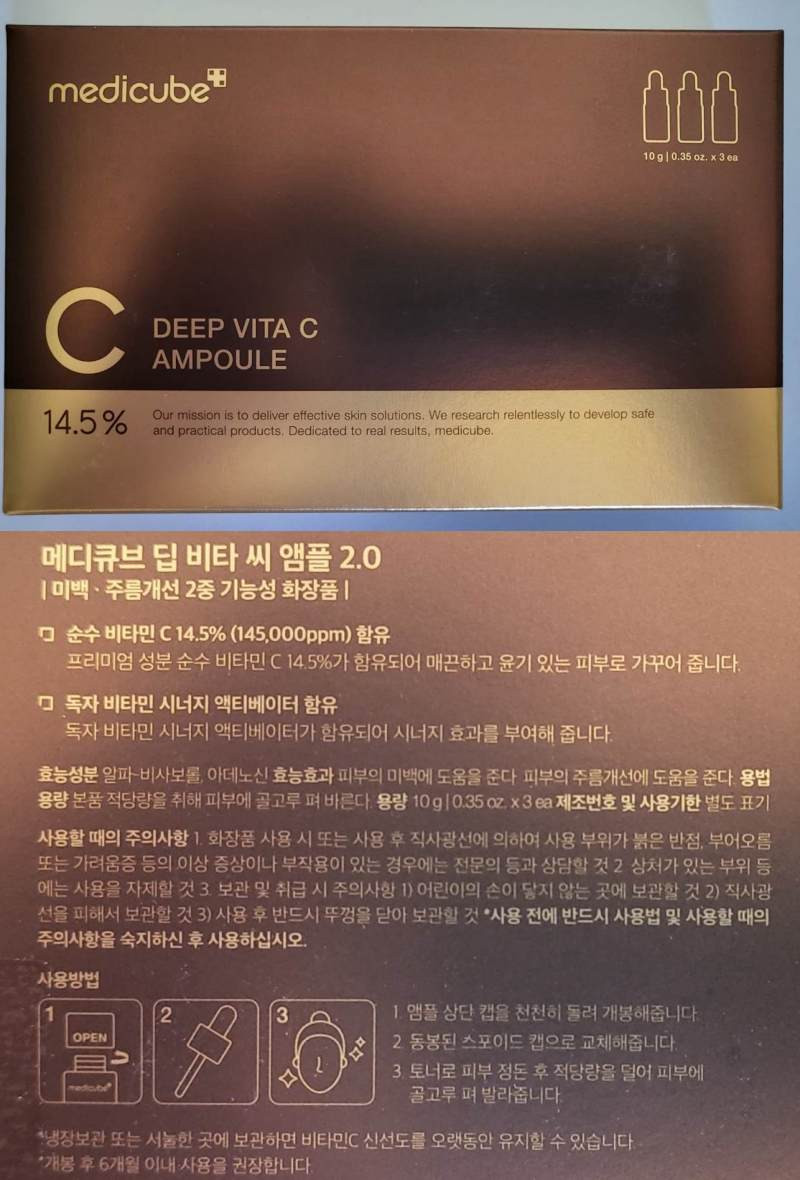 medicube
10 g | 0.35 oz. x 3 ea
C
DEEP VITA C
AMPOULE
14.5%
Our mission is to deliver effective skin solutions. We research relentlessly to develop safe
and practical products. Dedicated to real results, medicube.
메디큐브 딥 비타 씨 앰플 2.0
| 미백 · 주름개선 2중 기능성 화장품 |
순수 비타민 C 14.5% (145,000ppm) 함유
프리미엄 성분 순수 비타민 C 14.5%가 함유되어 매끈하고 윤기 있는 피부로 가꾸어 줍니다.
독자 비타민 시너지 액티베이터 함유
독자 비타민 시너지 액티베이터가 함유되어 시너지 효과를 부여해 줍니다.
효능성분 알파-비사보롤, 아데노신 효능효과 피부의 미백에 도움을 준다. 피부의 주름개선에 도움을 준다. 용법
용량 본품 적당량을 취해 피부에 골고루 펴 바른다. 용량 10 g | 0.35 oz. x 3 ea 제조번호 및 사용기한 별도 표기
사용할 때의 주의사항 1. 화장품 사용 시 또는 사용 후 직사광선에 의하여 사용 부위가 붉은 반점, 부어오름
또는 가려움증 등의 이상 증상이나 부작용이 있는 경우에는 전문의 등과 상담할 것 2. 상처가 있는 부위 등
에는 사용을 자제할 것 3. 보관 및 취급 시 주의사항 1) 어린이의 손이 닿지 않는 곳에 보관할 것 2) 직사광
선을 피해서 보관할 것 3) 사용 후 반드시 뚜껑을 닫아 보관할 것 *사용 전에 반드시 사용법 및 사용할 때의
주의사항을 숙지하신 후 사용하십시오.
사용방법
1
OPEN
medicube
2
3
1. 앰플 상단 캡을 천천히 돌려 개봉해줍니다.
2. 동봉된 스포이드 캡으로 교체해줍니다.
3. 토너로 피부 정돈 후 적당량을 덜어 피부에
골고루 펴 발라줍니다.
*냉장보관 또는 서늘한 곳에 보관하면 비타민C 신선도를 오랫동안 유지할 수 있습니다.
*개봉 후 6개월 이내 사용을 권장합니다.